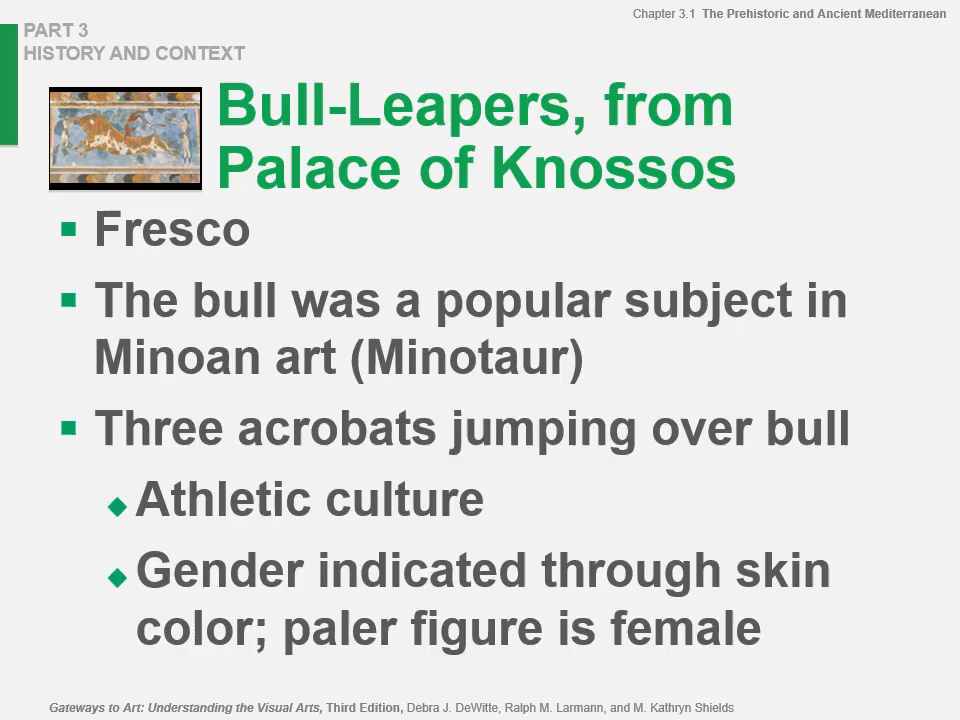 Chapter 3.1 The Prehistoric and Ancient Mediterranean
PART 3
HISTORY AND CONTEXT
Bull-Leapers, from
Palace of Knossos
Fresco
The bull was a popular subject in
Minoan art (Minotaur)
Three acrobats jumping over bull
Athletic culture
Gender indicated through skin
color; paler figure is female
Gateways to Art: Understanding the Visual Arts, Third Edition, Debra J. DeWitte, Ralph M. Larmann, and M. Kathryn Shields